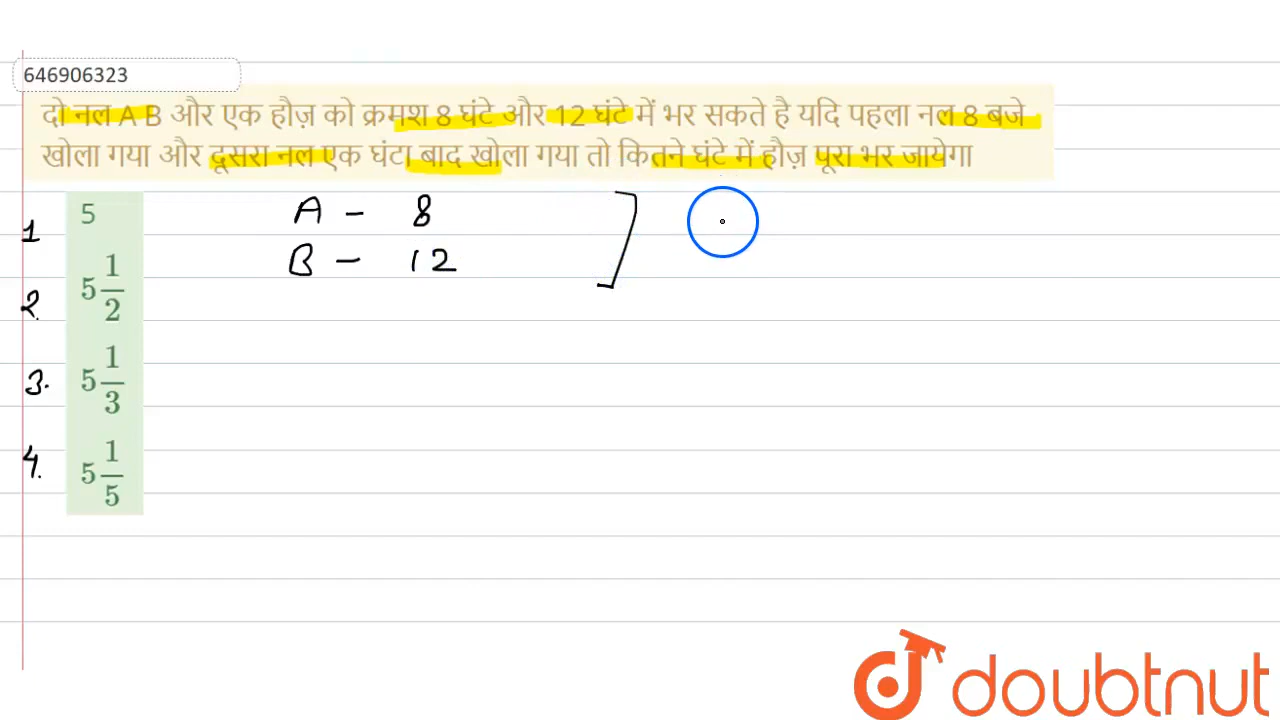 646906323
दो नल A B और एक हौज़ को क्रमश 8 घंटे और 12 घंटे में भर सकते है यदि पहला नल 8 बजे
खोला गया और दूसरा नल एक घंटा बाद खोला गया तो कितने घंटे में हौज़ पूरा भर जायेगा
1 5
2. 5 1/2
3. 5 1/3
4. 5 1/5
A - 8
B - 12
doubtnut